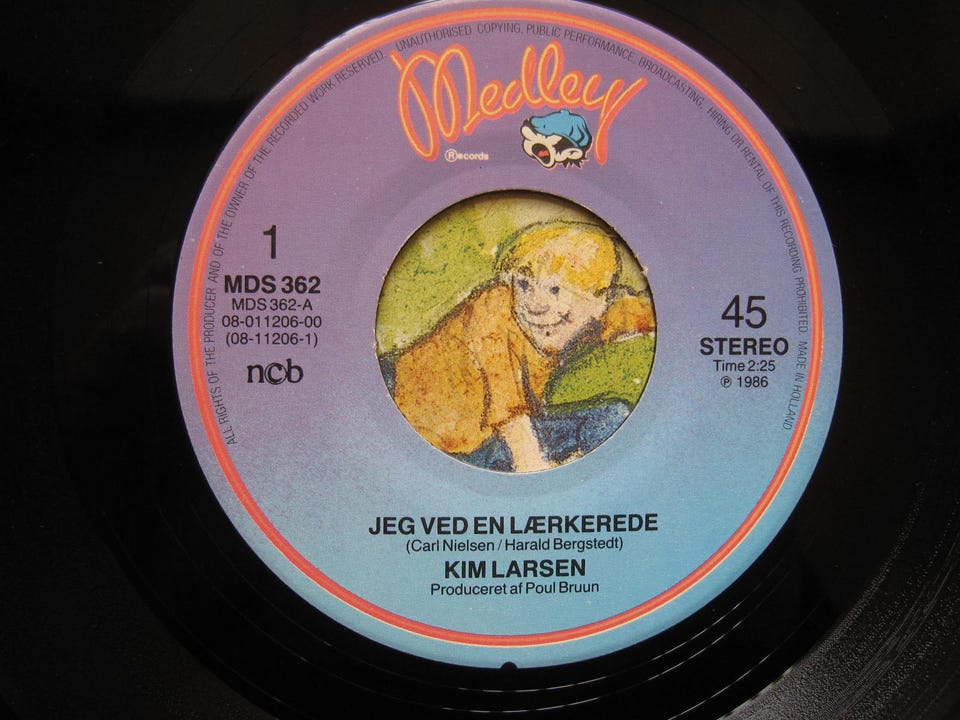 ALL RIGHTS OF THE PRODUCER AND OF THE OWNER OF THE RECORDED WORK RESERVED. UNAUTHORISED COPYING, PUBLIC PERFORMANCE, BROADCASTING, HIRING OR RENTAL OF THIS RECORDING PROHIBITED. MADE IN HOLLAND
Medley
Records
1
MDS 362
MDS 362-A
08-011206-00
(08-11206-1)
ncb
45
STEREO
Time 2:25
℗ 1986
JEG VED EN LÆRKEREDE
(Carl Nielsen / Harald Bergstedt)
KIM LARSEN
Produceret af Poul Bruun